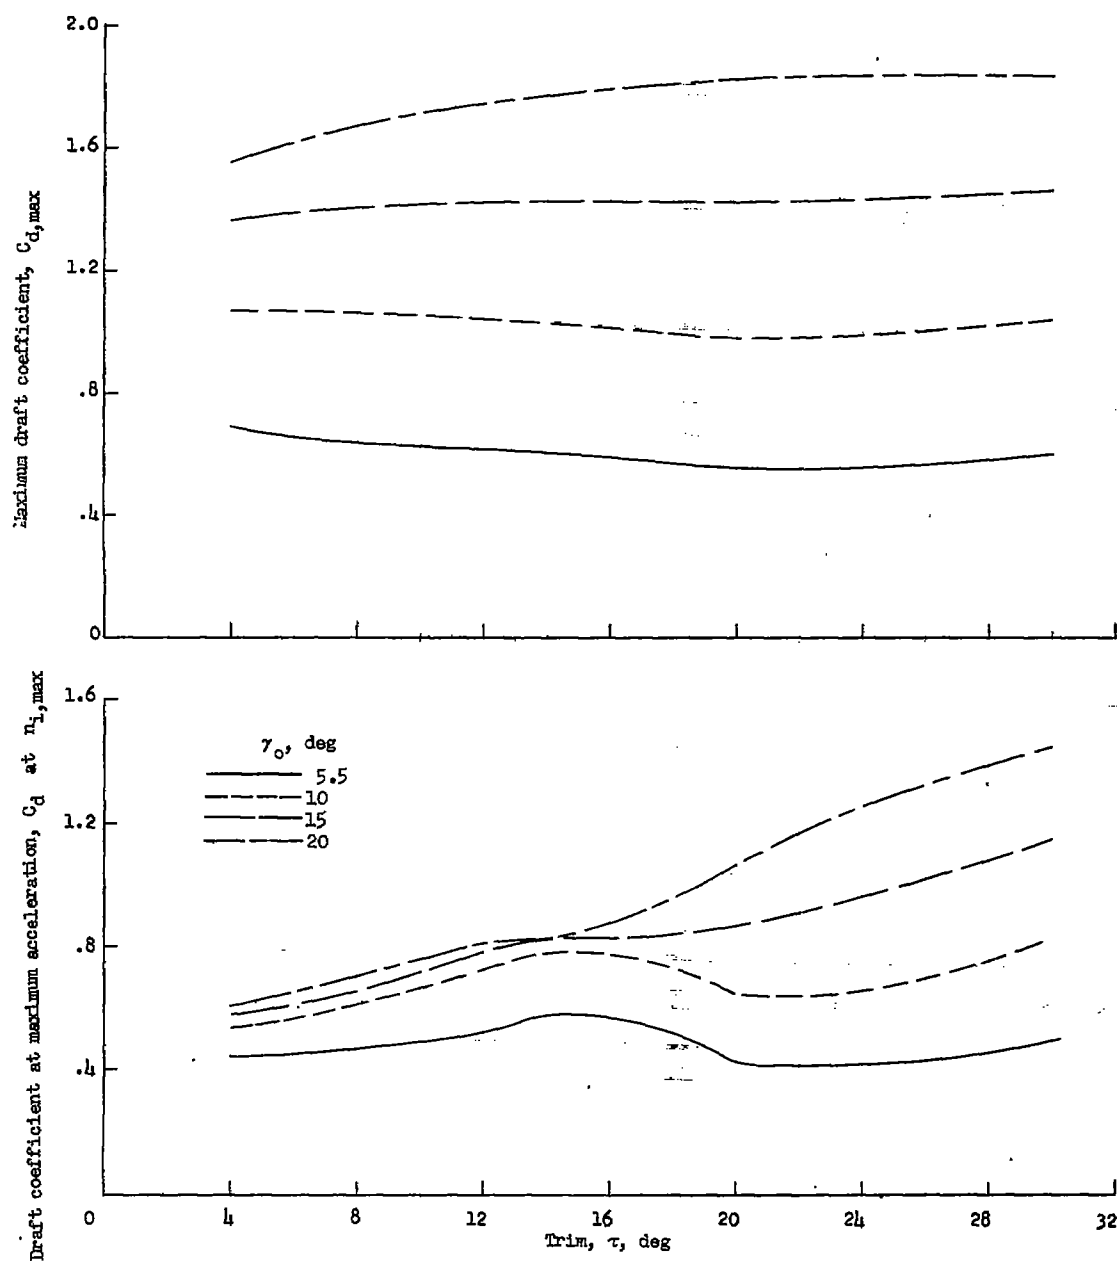 2.0
1.6
1.2
.8
.4
0
Maximum draft coefficient, C_d,max
1.6
1.2
.8
.4
Draft coefficient at maximum acceleration, C_d at n_i,max
γ_o, deg
5.5
10
15
20
0 4 8 12 16 20 24 28 32
Trim, τ, deg